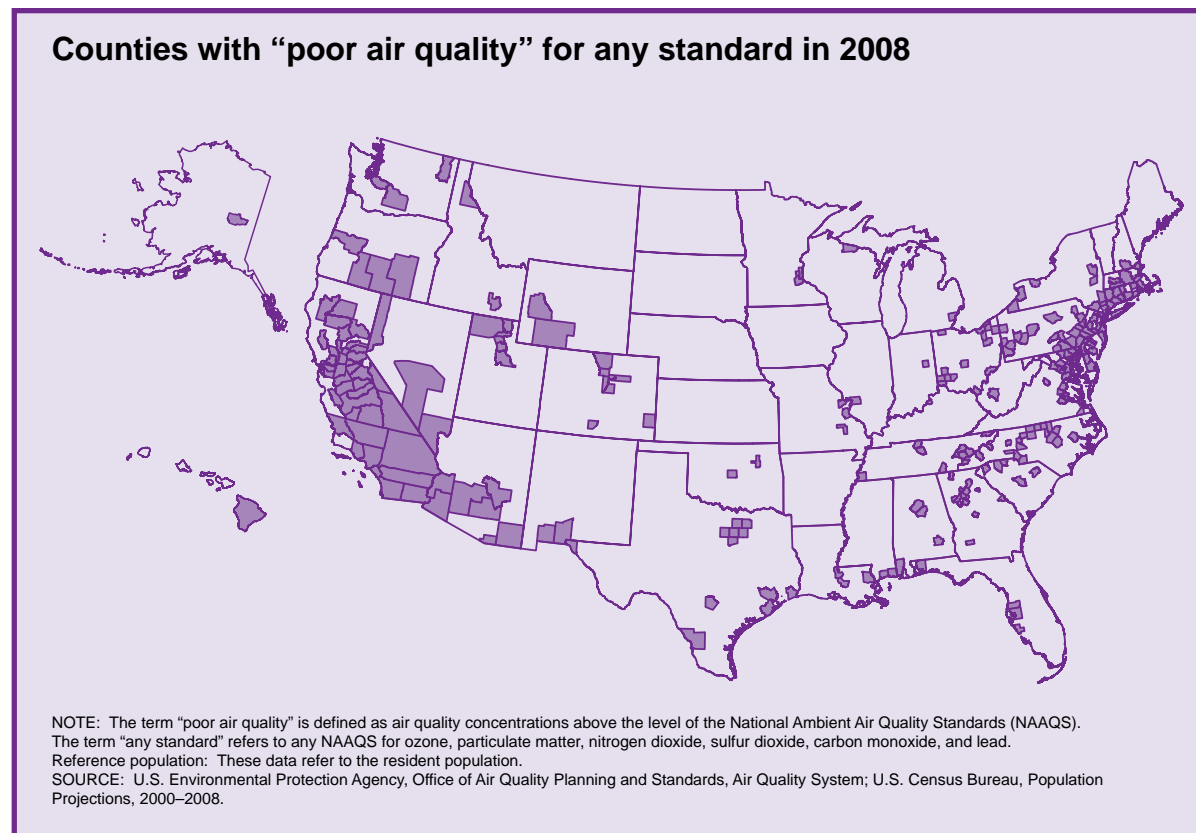 Counties with “poor air quality” for any standard in 2008
NOTE:  The term “poor air quality” is defined as air quality concentrations above the level of the National Ambient Air Quality Standards (NAAQS).
The term “any standard” refers to any NAAQS for ozone, particulate matter, nitrogen dioxide, sulfur dioxide, carbon monoxide, and lead.
Reference population:  These data refer to the resident population.
SOURCE:  U.S. Environmental Protection Agency, Office of Air Quality Planning and Standards, Air Quality System; U.S. Census Bureau, Population
Projections, 2000–2008.